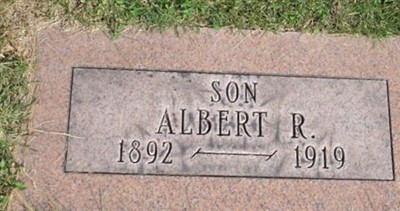 SON
ALBERT R.
1892 — 1919